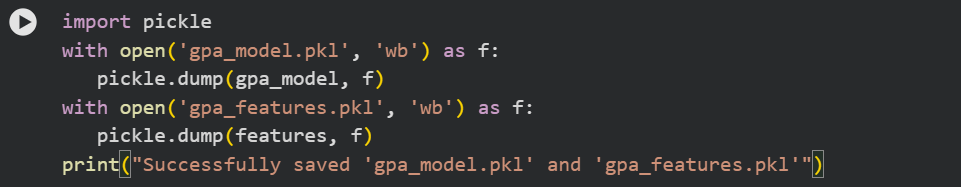 import pickle
with open('gpa_model.pkl', 'wb') as f:
   pickle.dump(gpa_model, f)
with open('gpa_features.pkl', 'wb') as f:
   pickle.dump(features, f)
print("Successfully saved 'gpa_model.pkl' and 'gpa_features.pkl'")